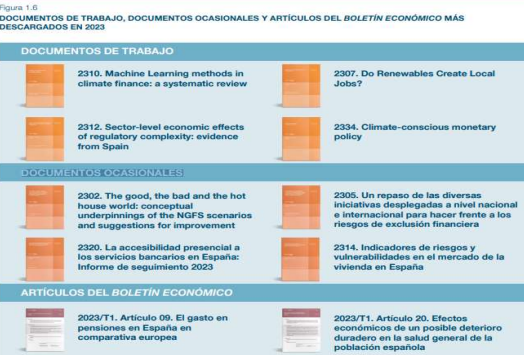 Figura 1.6
DOCUMENTOS DE TRABAJO, DOCUMENTOS OCASIONALES Y ARTÍCULOS DEL BOLETÍN ECONÓMICO MÁS
DESCARGADOS EN 2023
DOCUMENTOS DE TRABAJO
2310. Machine Learning methods in
climate finance: a systematic review
2307. Do Renewables Create Local
Jobs?
2312. Sector-level economic effects
of regulatory complexity: evidence
from Spain
2334. Climate-conscious monetary
policy
DOCUMENTOS OCASIONALES
2302. The good, the bad and the hot
house world: conceptual
underpinnings of the NGFS scenarios
and suggestions for improvement
2305. Un repaso de las diversas
iniciativas desplegadas a nivel nacional
e internacional para hacer frente a los
riesgos de exclusión financiera
2320. La accesibilidad presencial a
los servicios bancarios en España:
Informe de seguimiento 2023
2314. Indicadores de riesgos y
vulnerabilidades en el mercado de la
vivienda en España
ARTÍCULOS DEL BOLETÍN ECONÓMICO
2023/T1. Artículo 09. El gasto en
pensiones en España en
comparativa europea
2023/T1. Artículo 20. Efectos
económicos de un posible deterioro
duradero en la salud general de la
población española